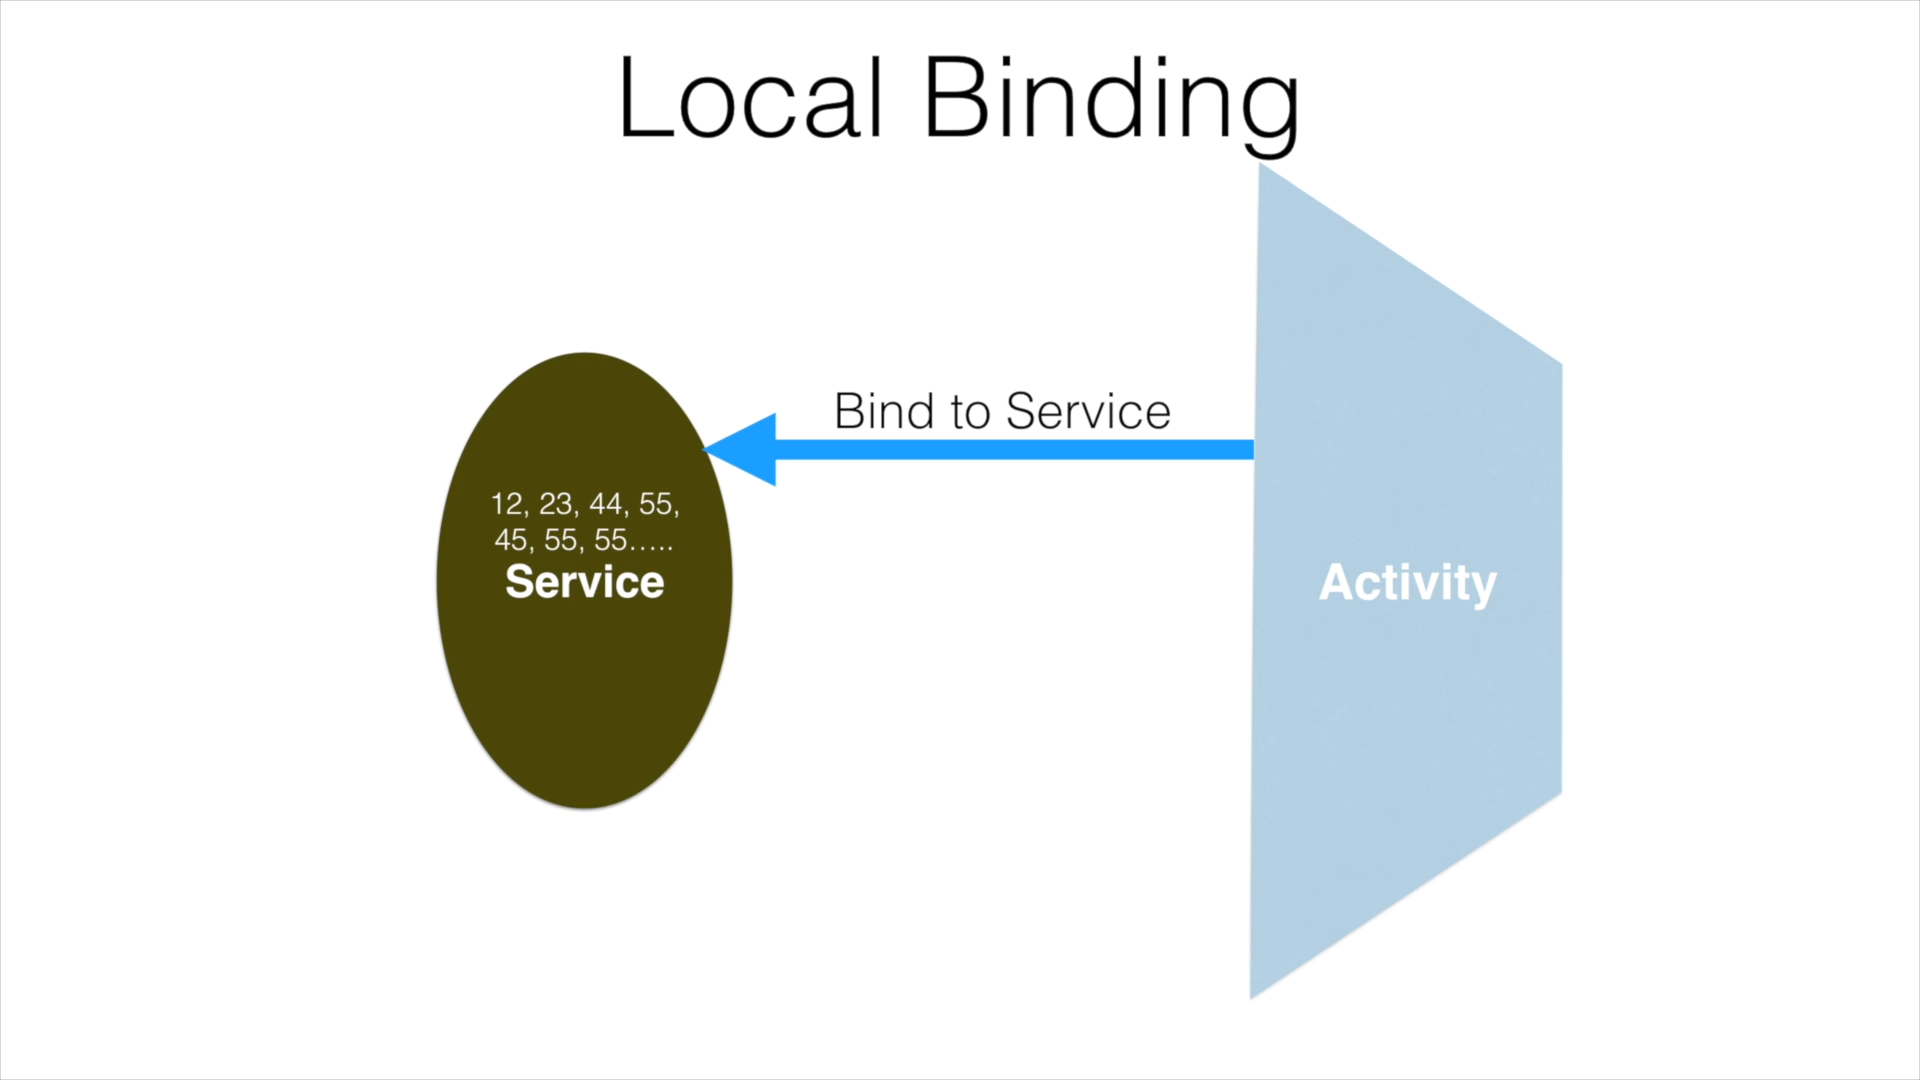 Local Binding
Bind to Service
12, 23, 44, 55,
45, 55, 55.....
Service
Activity